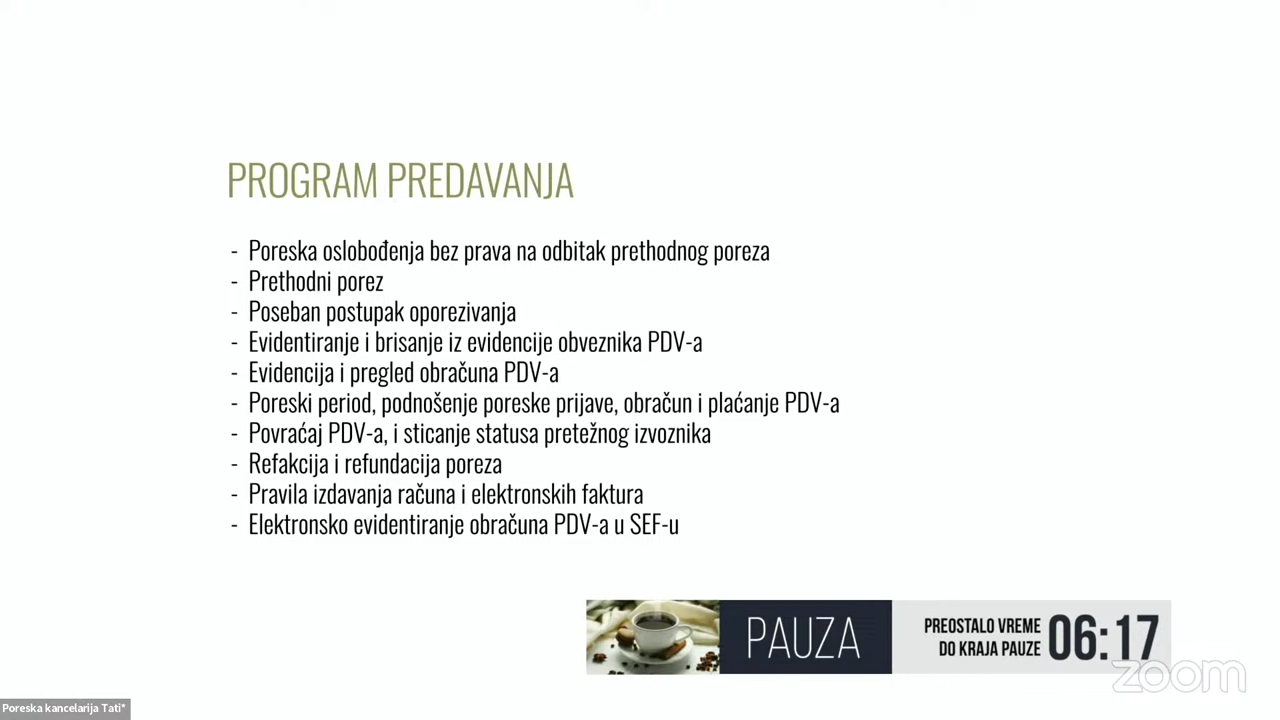 PROGRAM PREDAVANJA
- Poreska oslobođenja bez prava na odbitak prethodnog poreza
- Prethodni porez
- Poseban postupak oporezivanja
- Evidentiranje i brisanje iz evidencije obveznika PDV-a
- Evidencija i pregled obračuna PDV-a
- Poreski period, podnošenje poreske prijave, obračun i plaćanje PDV-a
- Povraćaj PDV-a, i sticanje statusa pretežnog izvoznika
- Refakcija i refundacija poreza
- Pravila izdavanja računa i elektronskih faktura
- Elektronsko evidentiranje obračuna PDV-a u SEF-u
PAUZA
PREOSTALO VREME
DO KRAJA PAUZE
06:17
zoom
Poreska kancelarija Tati*